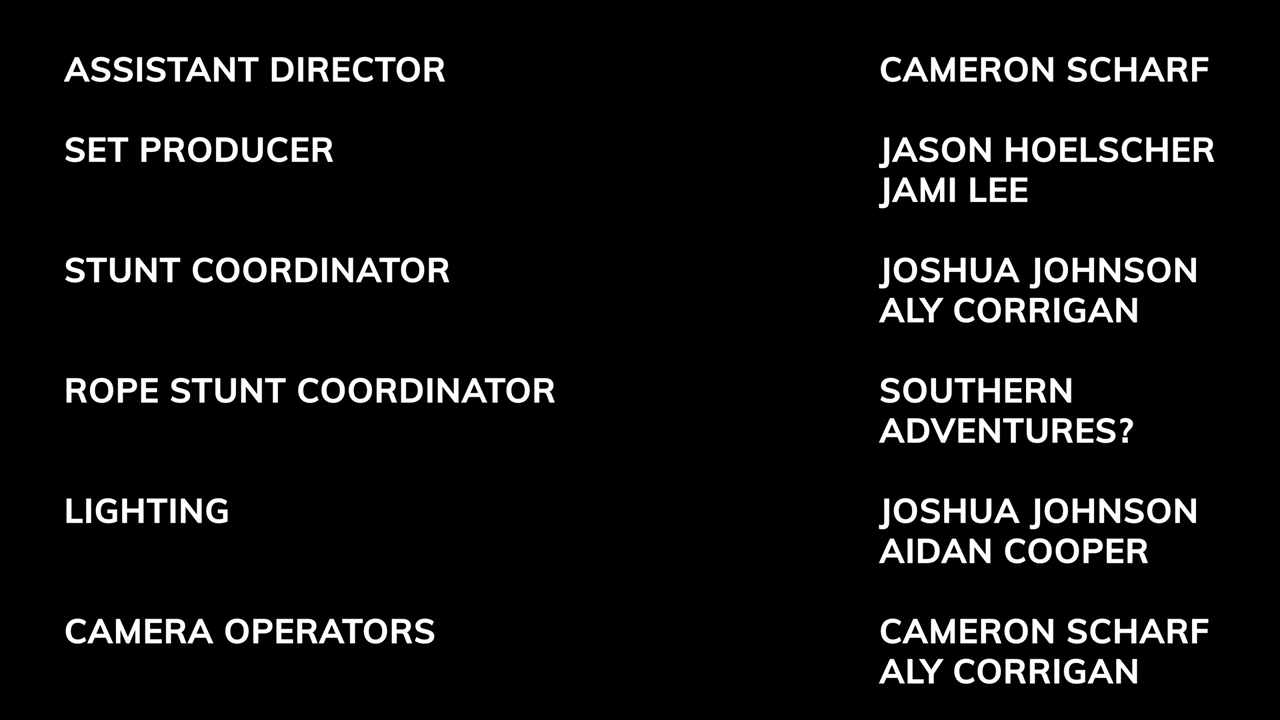 ASSISTANT DIRECTOR CAMERON SCHARF
SET PRODUCER JASON HOELSCHER
JAMI LEE
STUNT COORDINATOR JOSHUA JOHNSON
ALY CORRIGAN
ROPE STUNT COORDINATOR SOUTHERN
ADVENTURES?
LIGHTING JOSHUA JOHNSON
AIDAN COOPER
CAMERA OPERATORS CAMERON SCHARF
ALY CORRIGAN